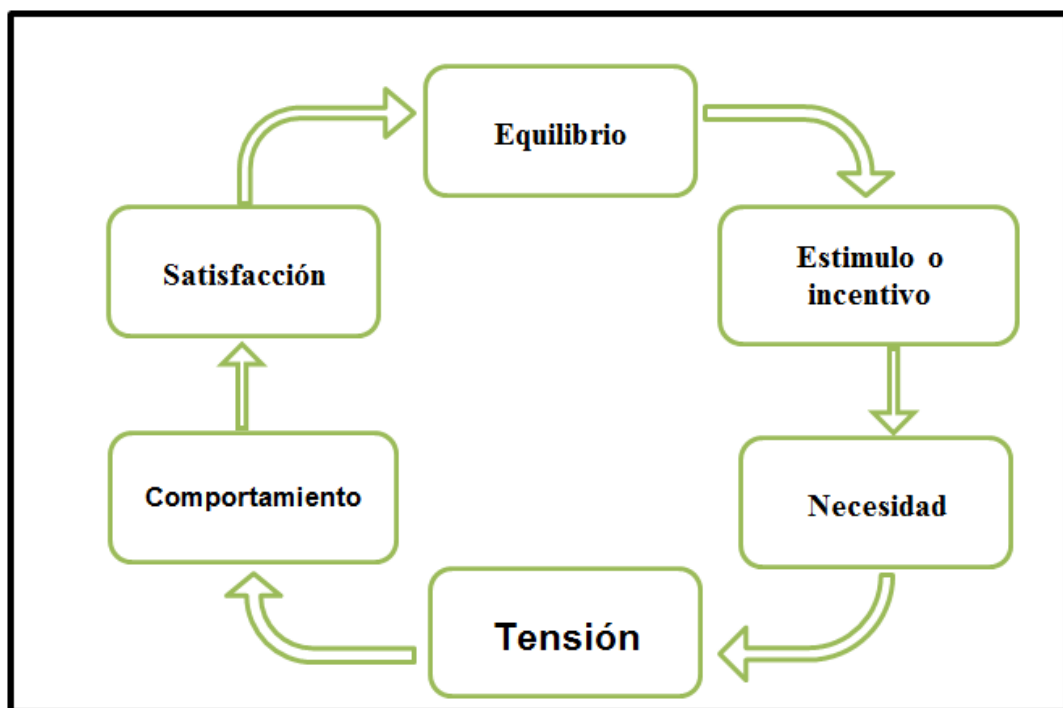 Equilibrio
Estimulo o
incentivo
Necesidad
Tensión
Comportamiento
Satisfacción